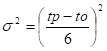 σ² = ((tp − to) / 6)²